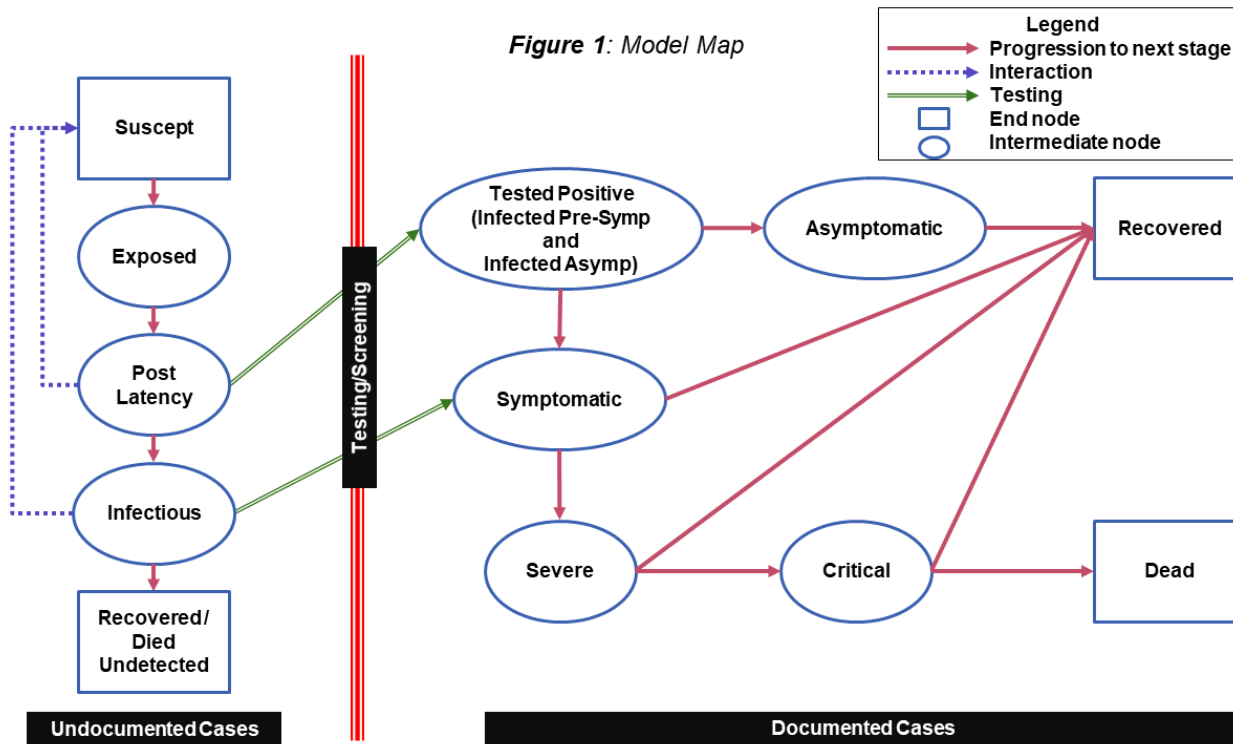 Figure 1: Model Map
Legend
Progression to next stage
Interaction
Testing
End node
Intermediate node
Suscept
Exposed
Post
Latency
Infectious
Recovered /
Died
Undetected
Undocumented Cases
Testing/Screening
Tested Positive
(Infected Pre-Symp
and
Infected Asymp)
Asymptomatic
Recovered
Symptomatic
Severe
Critical
Dead
Documented Cases